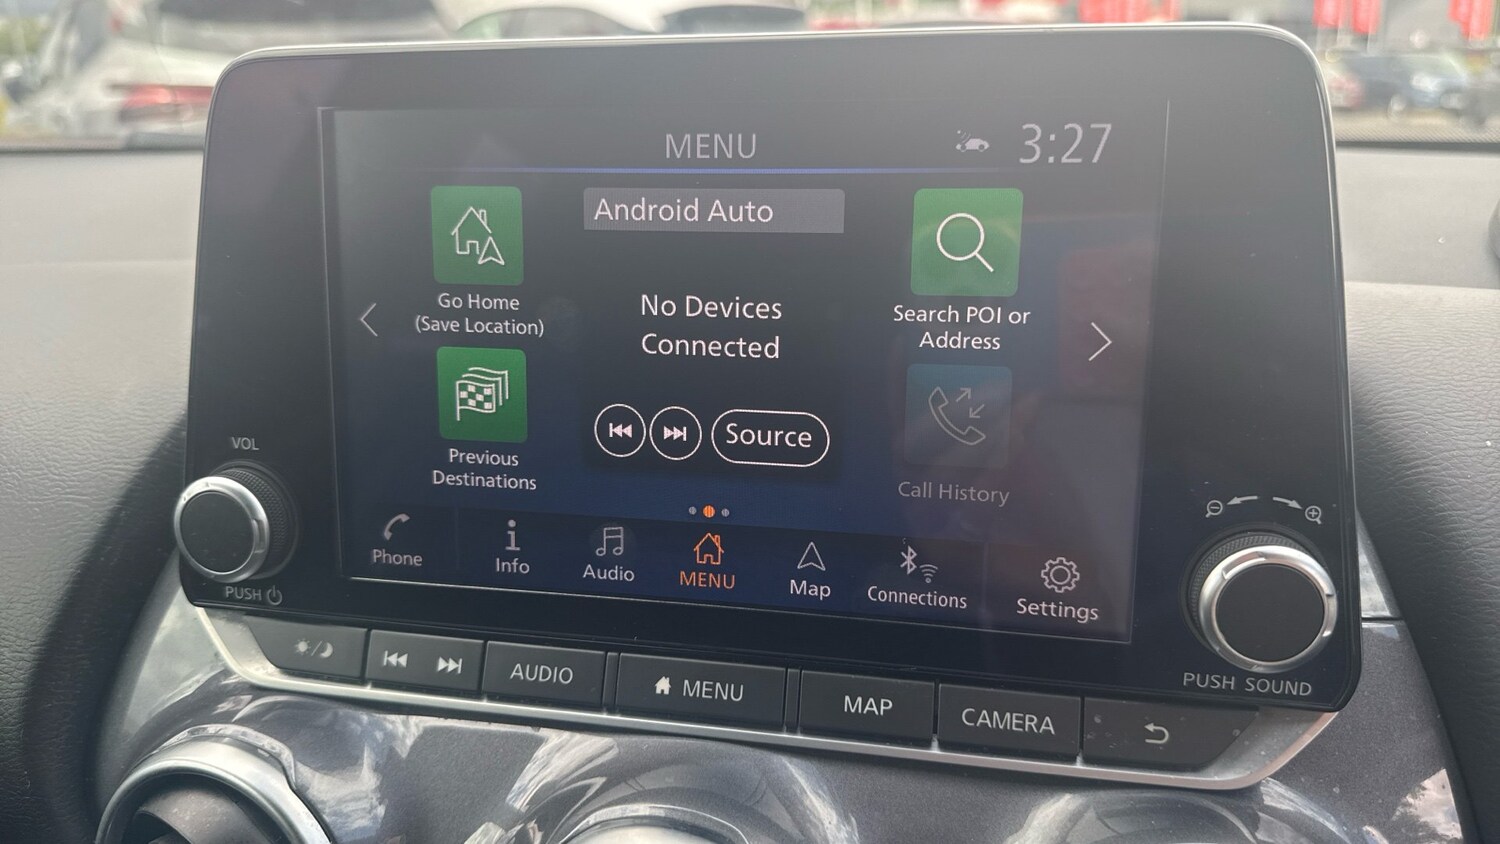 MENU
3:27
Android Auto
Go Home
(Save Location)
No Devices
Connected
Search POI or
Address
Previous
Destinations
Source
Call History
Phone
Info
Audio
MENU
Map
Connections
Settings
VOL
PUSH
PUSH SOUND
AUDIO
MENU
MAP
CAMERA